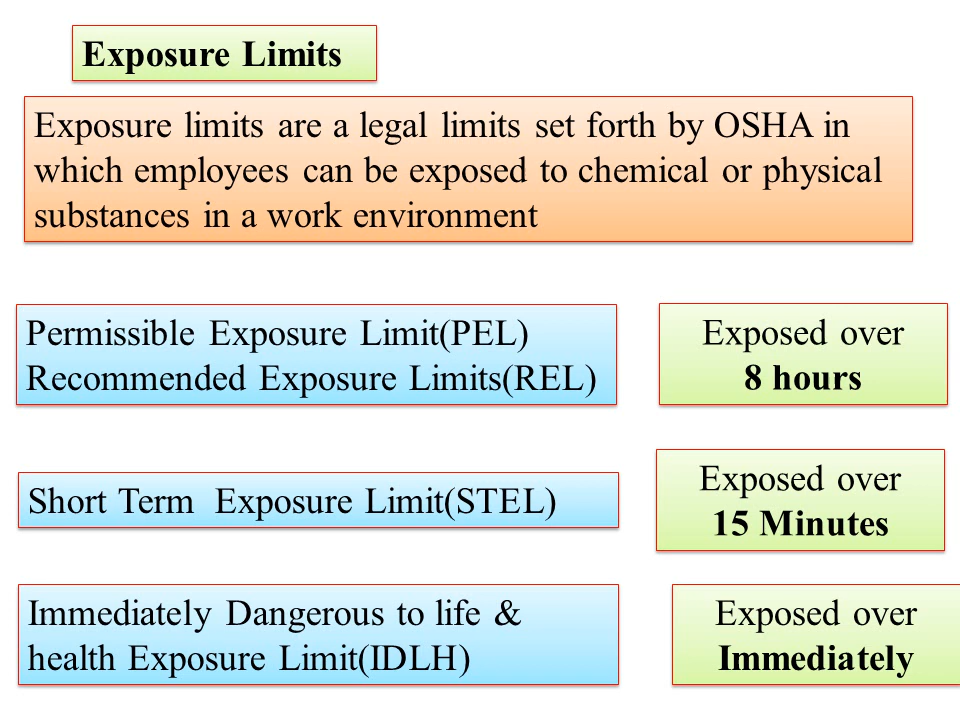 Exposure Limits
Exposure limits are a legal limits set forth by OSHA in
which employees can be exposed to chemical or physical
substances in a work environment
Permissible Exposure Limit(PEL)
Recommended Exposure Limits(REL)
Exposed over
8 hours
Short Term  Exposure Limit(STEL)
Exposed over
15 Minutes
Immediately Dangerous to life &
health Exposure Limit(IDLH)
Exposed over
Immediately